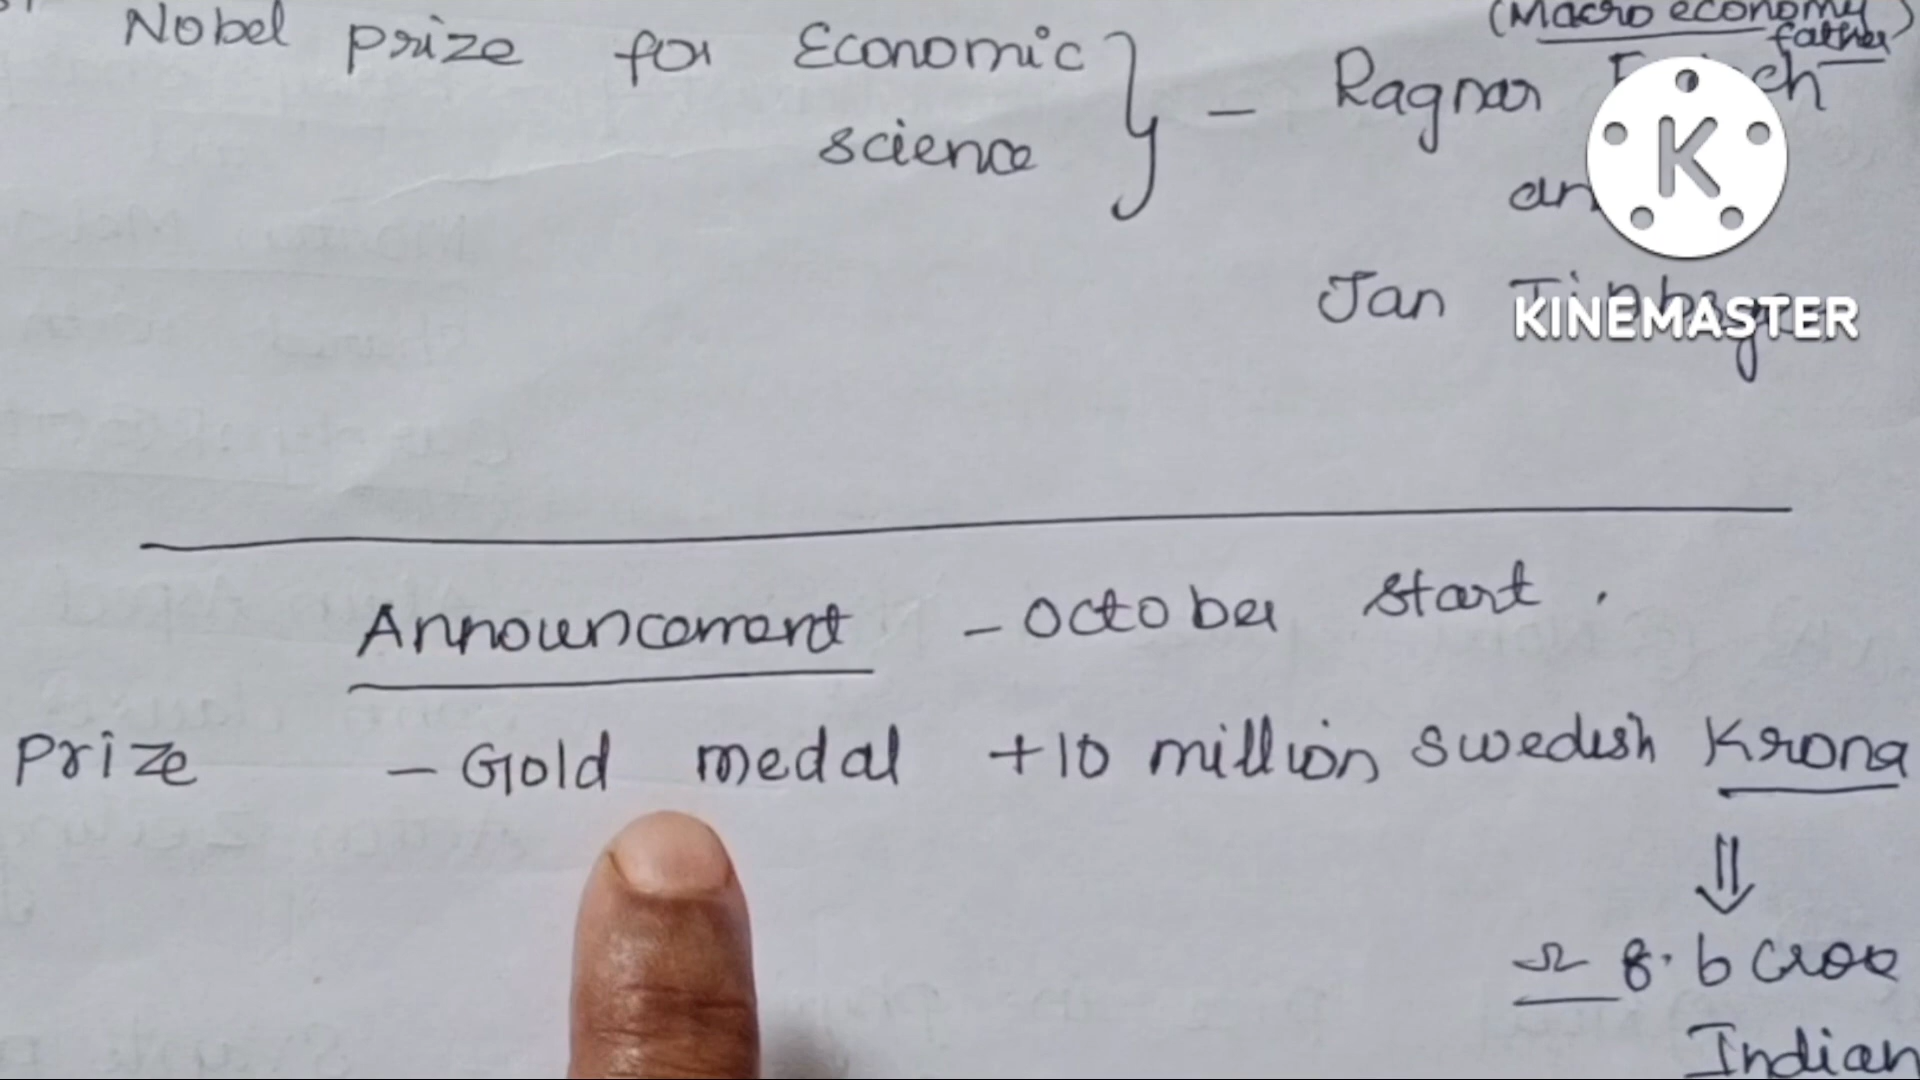 (Macro economy
father)
Nobel prize for Economic
science
- Ragnar
Jan
K
KINEMASTER
Announcement - October start.
Prize - Gold medal +10 million Swedish Krona
8.6 crore
Indian